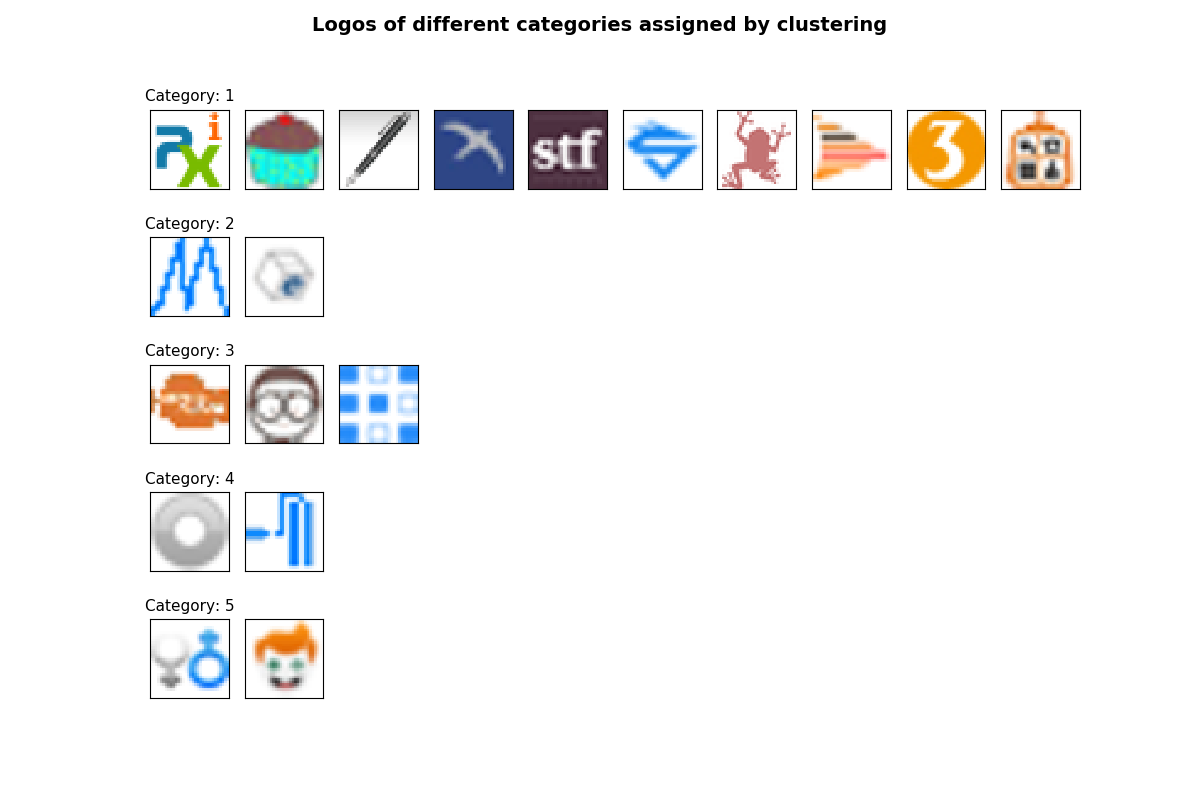 Logos of different categories assigned by clustering
Category: 1
PX i
stf
3
Category: 2
Category: 3
Category: 4
Category: 5